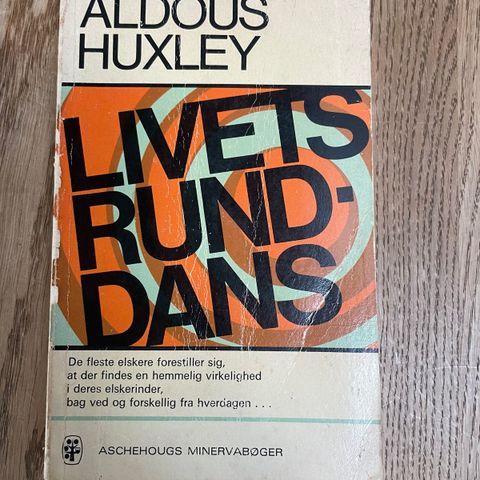 ALDOUS
HUXLEY
LIVETS
RUND-
DANS
De fleste elskere forestiller sig,
at der findes en hemmelig virkelighed
i deres elskerinder,
bag ved og forskellig fra hverdagen . . .
ASCHEHOUGS MINERVABØGER